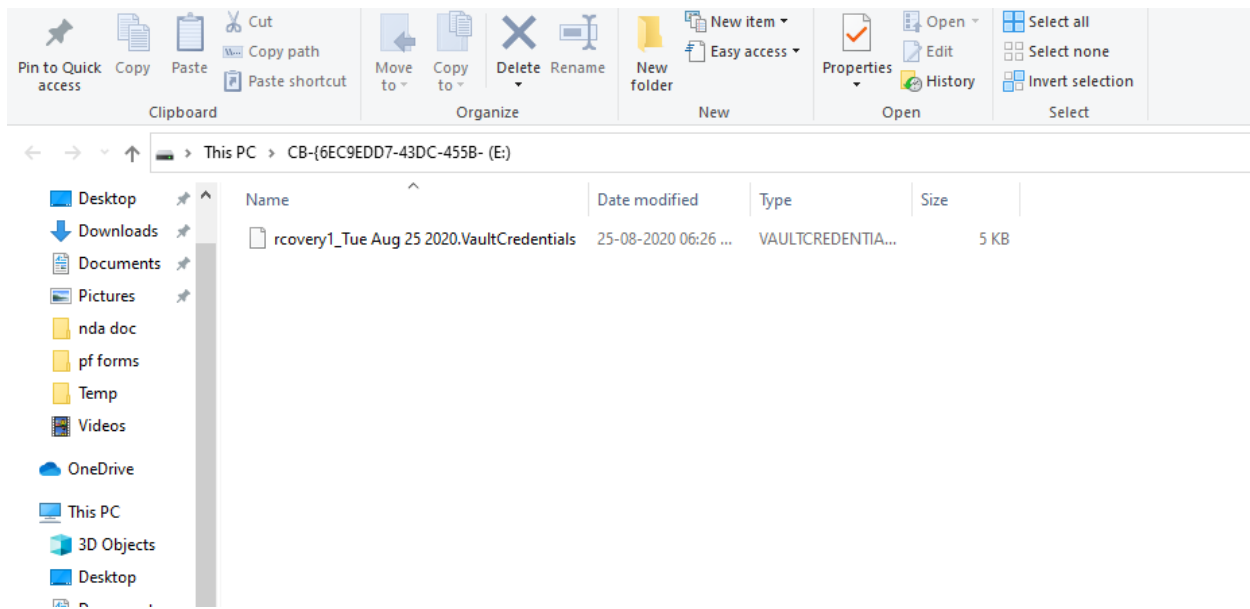 Cut
New item
Open
Select all
Copy path
Easy access
Edit
Select none
Pin to Quick access
Copy
Paste
Paste shortcut
Move to
Copy to
Delete
Rename
New folder
Properties
History
Invert selection
Clipboard
Organize
New
Open
Select
This PC > CB-{6EC9EDD7-43DC-455B- (E:)
Desktop
Name
Date modified
Type
Size
Downloads
rcovery1_Tue Aug 25 2020.VaultCredentials
25-08-2020 06:26 ...
VAULTCREDENTIA...
5 KB
Documents
Pictures
nda doc
pf forms
Temp
Videos
OneDrive
This PC
3D Objects
Desktop